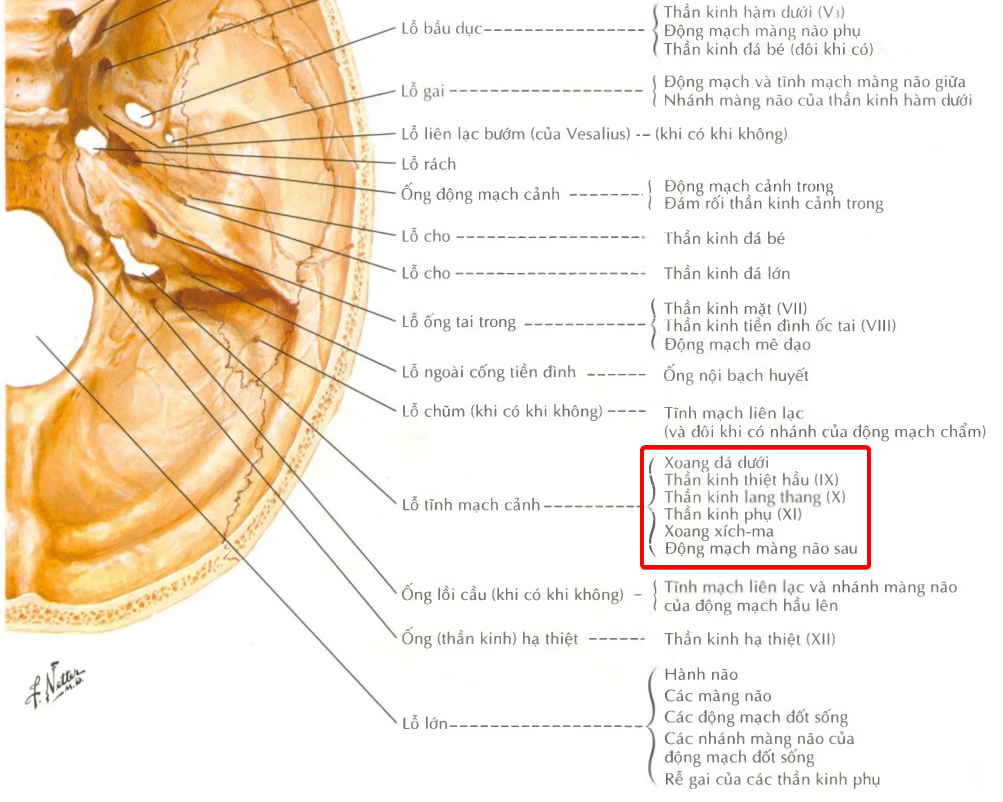 Lỗ bầu dục
Thần kinh hàm dưới (V3)
Động mạch màng não phụ
Thần kinh đá bé (đôi khi có)
Lỗ gai
Động mạch và tĩnh mạch màng não giữa
Nhánh màng não của thần kinh hàm dưới
Lỗ liên lạc bướm (của Vesalius) -- (khi có khi không)
Lỗ rách
Ống động mạch cảnh
Động mạch cảnh trong
Đám rối thần kinh cảnh trong
Lỗ cho
Thần kinh đá bé
Lỗ cho
Thần kinh đá lớn
Lỗ ống tai trong
Thần kinh mặt (VII)
Thần kinh tiền đình ốc tai (VIII)
Động mạch mê đạo
Lỗ ngoài cống tiền đình
Ống nội bạch huyết
Lỗ chũm (khi có khi không)
Tĩnh mạch liên lạc
(và dôi khi có nhánh của động mạch chẩm)
Lỗ tĩnh mạch cảnh
Xoang đá dưới
Thần kinh thiệt hầu (IX)
Thần kinh lang thang (X)
Thần kinh phụ (XI)
Xoang xích-ma
Động mạch màng não sau
Ống lồi cầu (khi có khi không)
Tĩnh mạch liên lạc và nhánh màng não
của động mạch hầu lên
Ống (thần kinh) hạ thiệt
Thần kinh hạ thiệt (XII)
Lỗ lớn
Hành não
Các màng não
Các động mạch đốt sống
Các nhánh màng não của
động mạch đốt sống
Rễ gai của các thần kinh phụ
F. Netter
M.D.